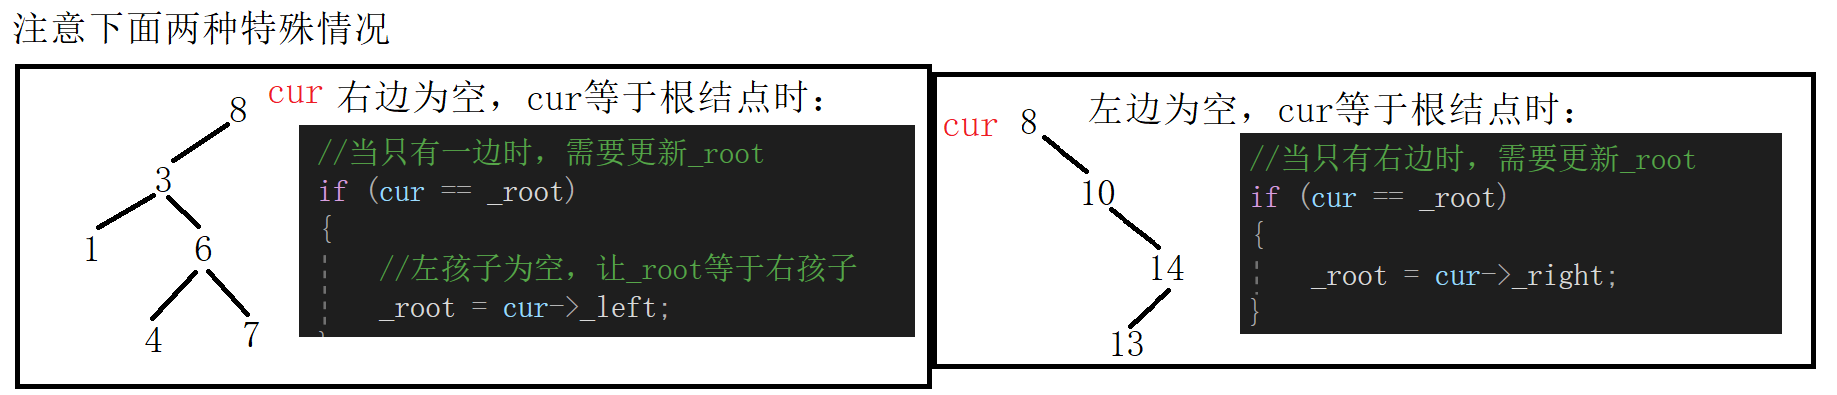 注意下面两种特殊情况
8 cur 右边为空，cur等于根结点时：
3
1 6
4 7
//当只有一边时，需要更新_root
if (cur == _root)
{
//左孩子为空，让_root等于右孩子
_root = cur->_left;
cur 8 左边为空，cur等于根结点时：
10
14
13
//当只有右边时，需要更新_root
if (cur == _root)
{
_root = cur->_right;
}